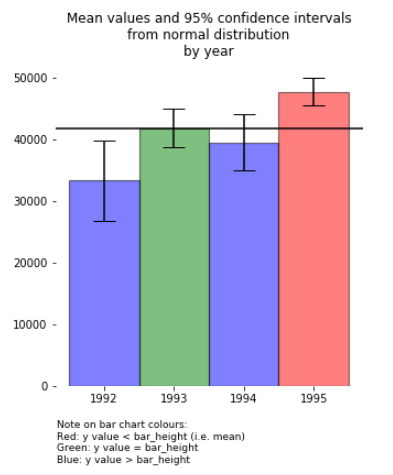 Mean values and 95% confidence intervals
from normal distribution
by year
50000
40000
30000
20000
10000
0
1992 1993 1994 1995
Note on bar chart colours:
Red: y value < bar_height (i.e. mean)
Green: y value = bar_height
Blue: y value > bar_height